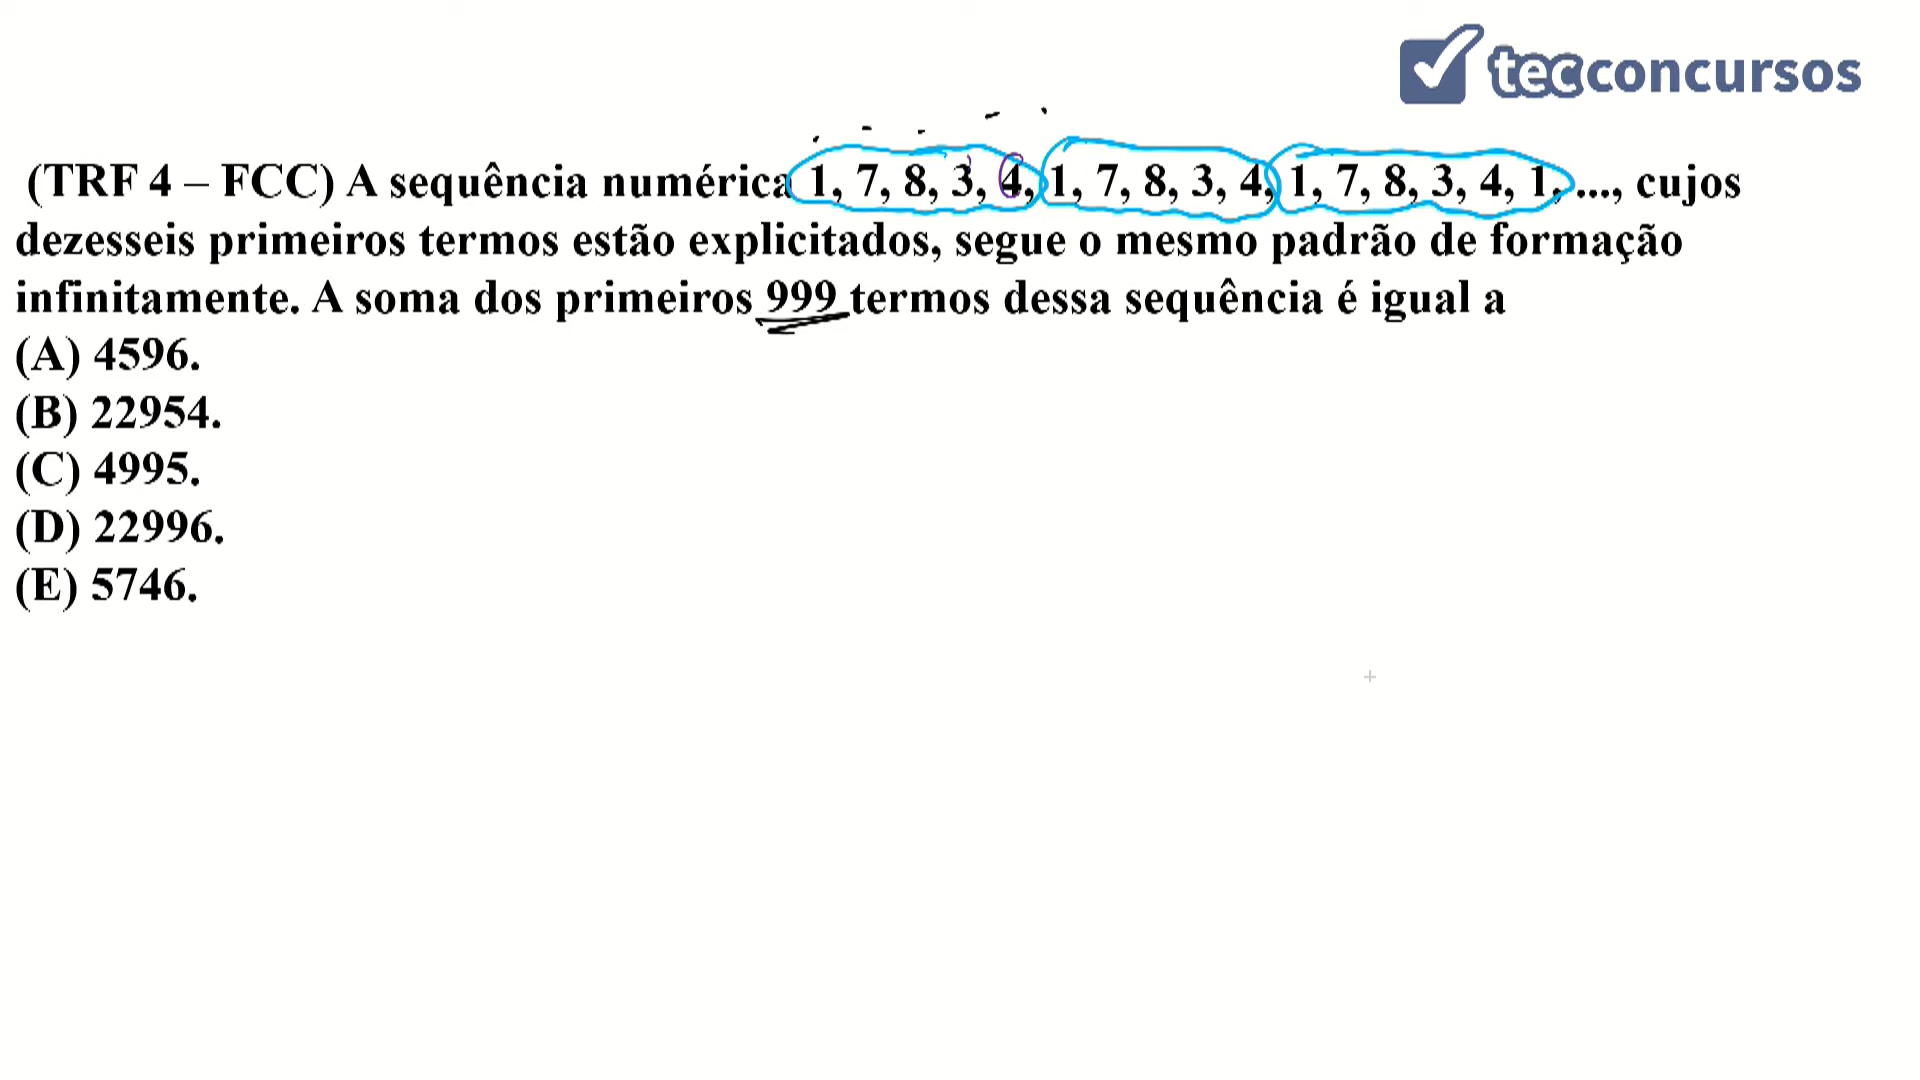 tecconcursos
(TRF 4 – FCC) A sequência numérica 1, 7, 8, 3, 4, 1, 7, 8, 3, 4, 1, 7, 8, 3, 4, 1, ..., cujos
dezesseis primeiros termos estão explicitados, segue o mesmo padrão de formação
infinitamente. A soma dos primeiros 999 termos dessa sequência é igual a
(A) 4596.
(B) 22954.
(C) 4995.
(D) 22996.
(E) 5746.